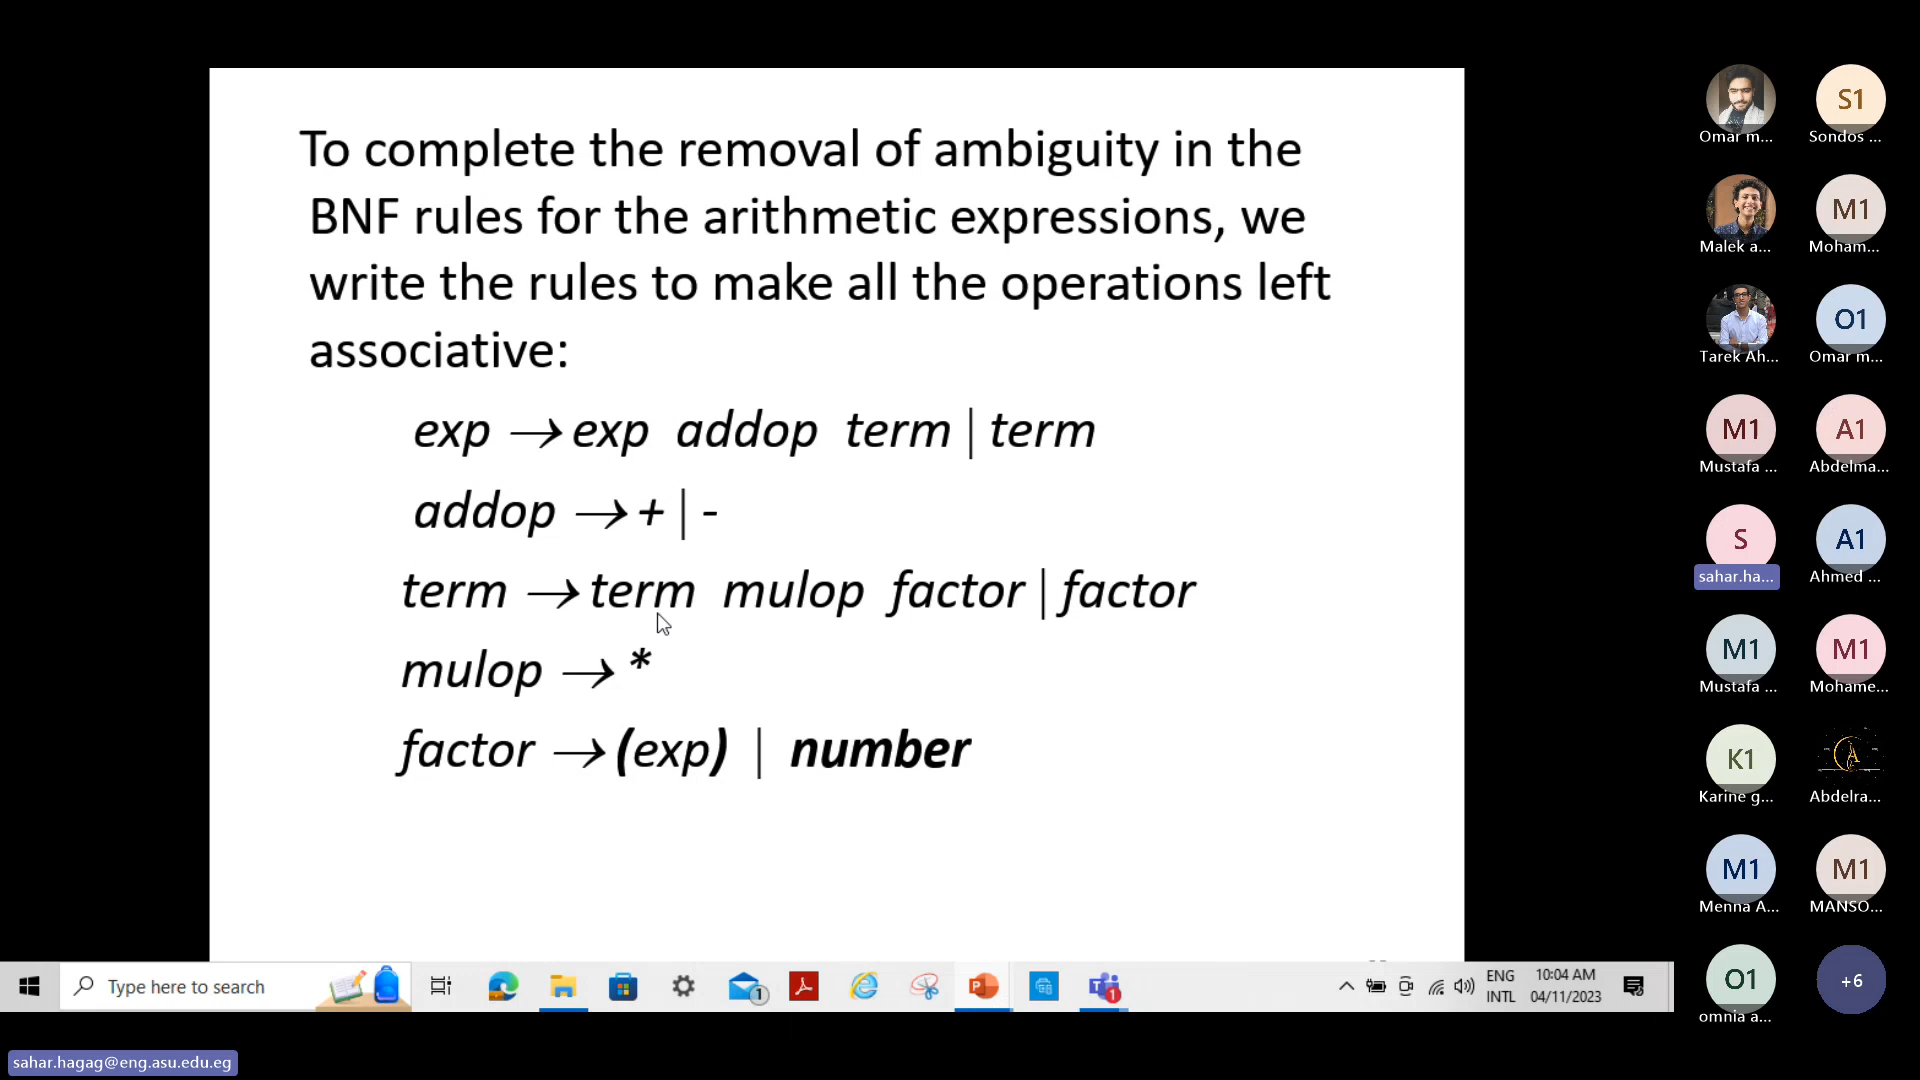 To complete the removal of ambiguity in the
BNF rules for the arithmetic expressions, we
write the rules to make all the operations left
associative:
exp → exp addop term | term
addop → + | -
term → term mulop factor | factor
mulop → *
factor → (exp) | number
S1
Omar m...
Sondos ...
M1
Malek a...
Moham...
O1
Tarek Ah...
Omar m...
M1
A1
Mustafa ...
Abdelma...
S
A1
sahar.ha...
Ahmed ...
M1
M1
Mustafa ...
Mohame...
K1
Karine g...
Abdelra...
M1
M1
Menna A...
MANSO...
O1
+6
omnia a...
Type here to search
1
1
ENG
INTL
10:04 AM
04/11/2023
sahar.hagag@eng.asu.edu.eg